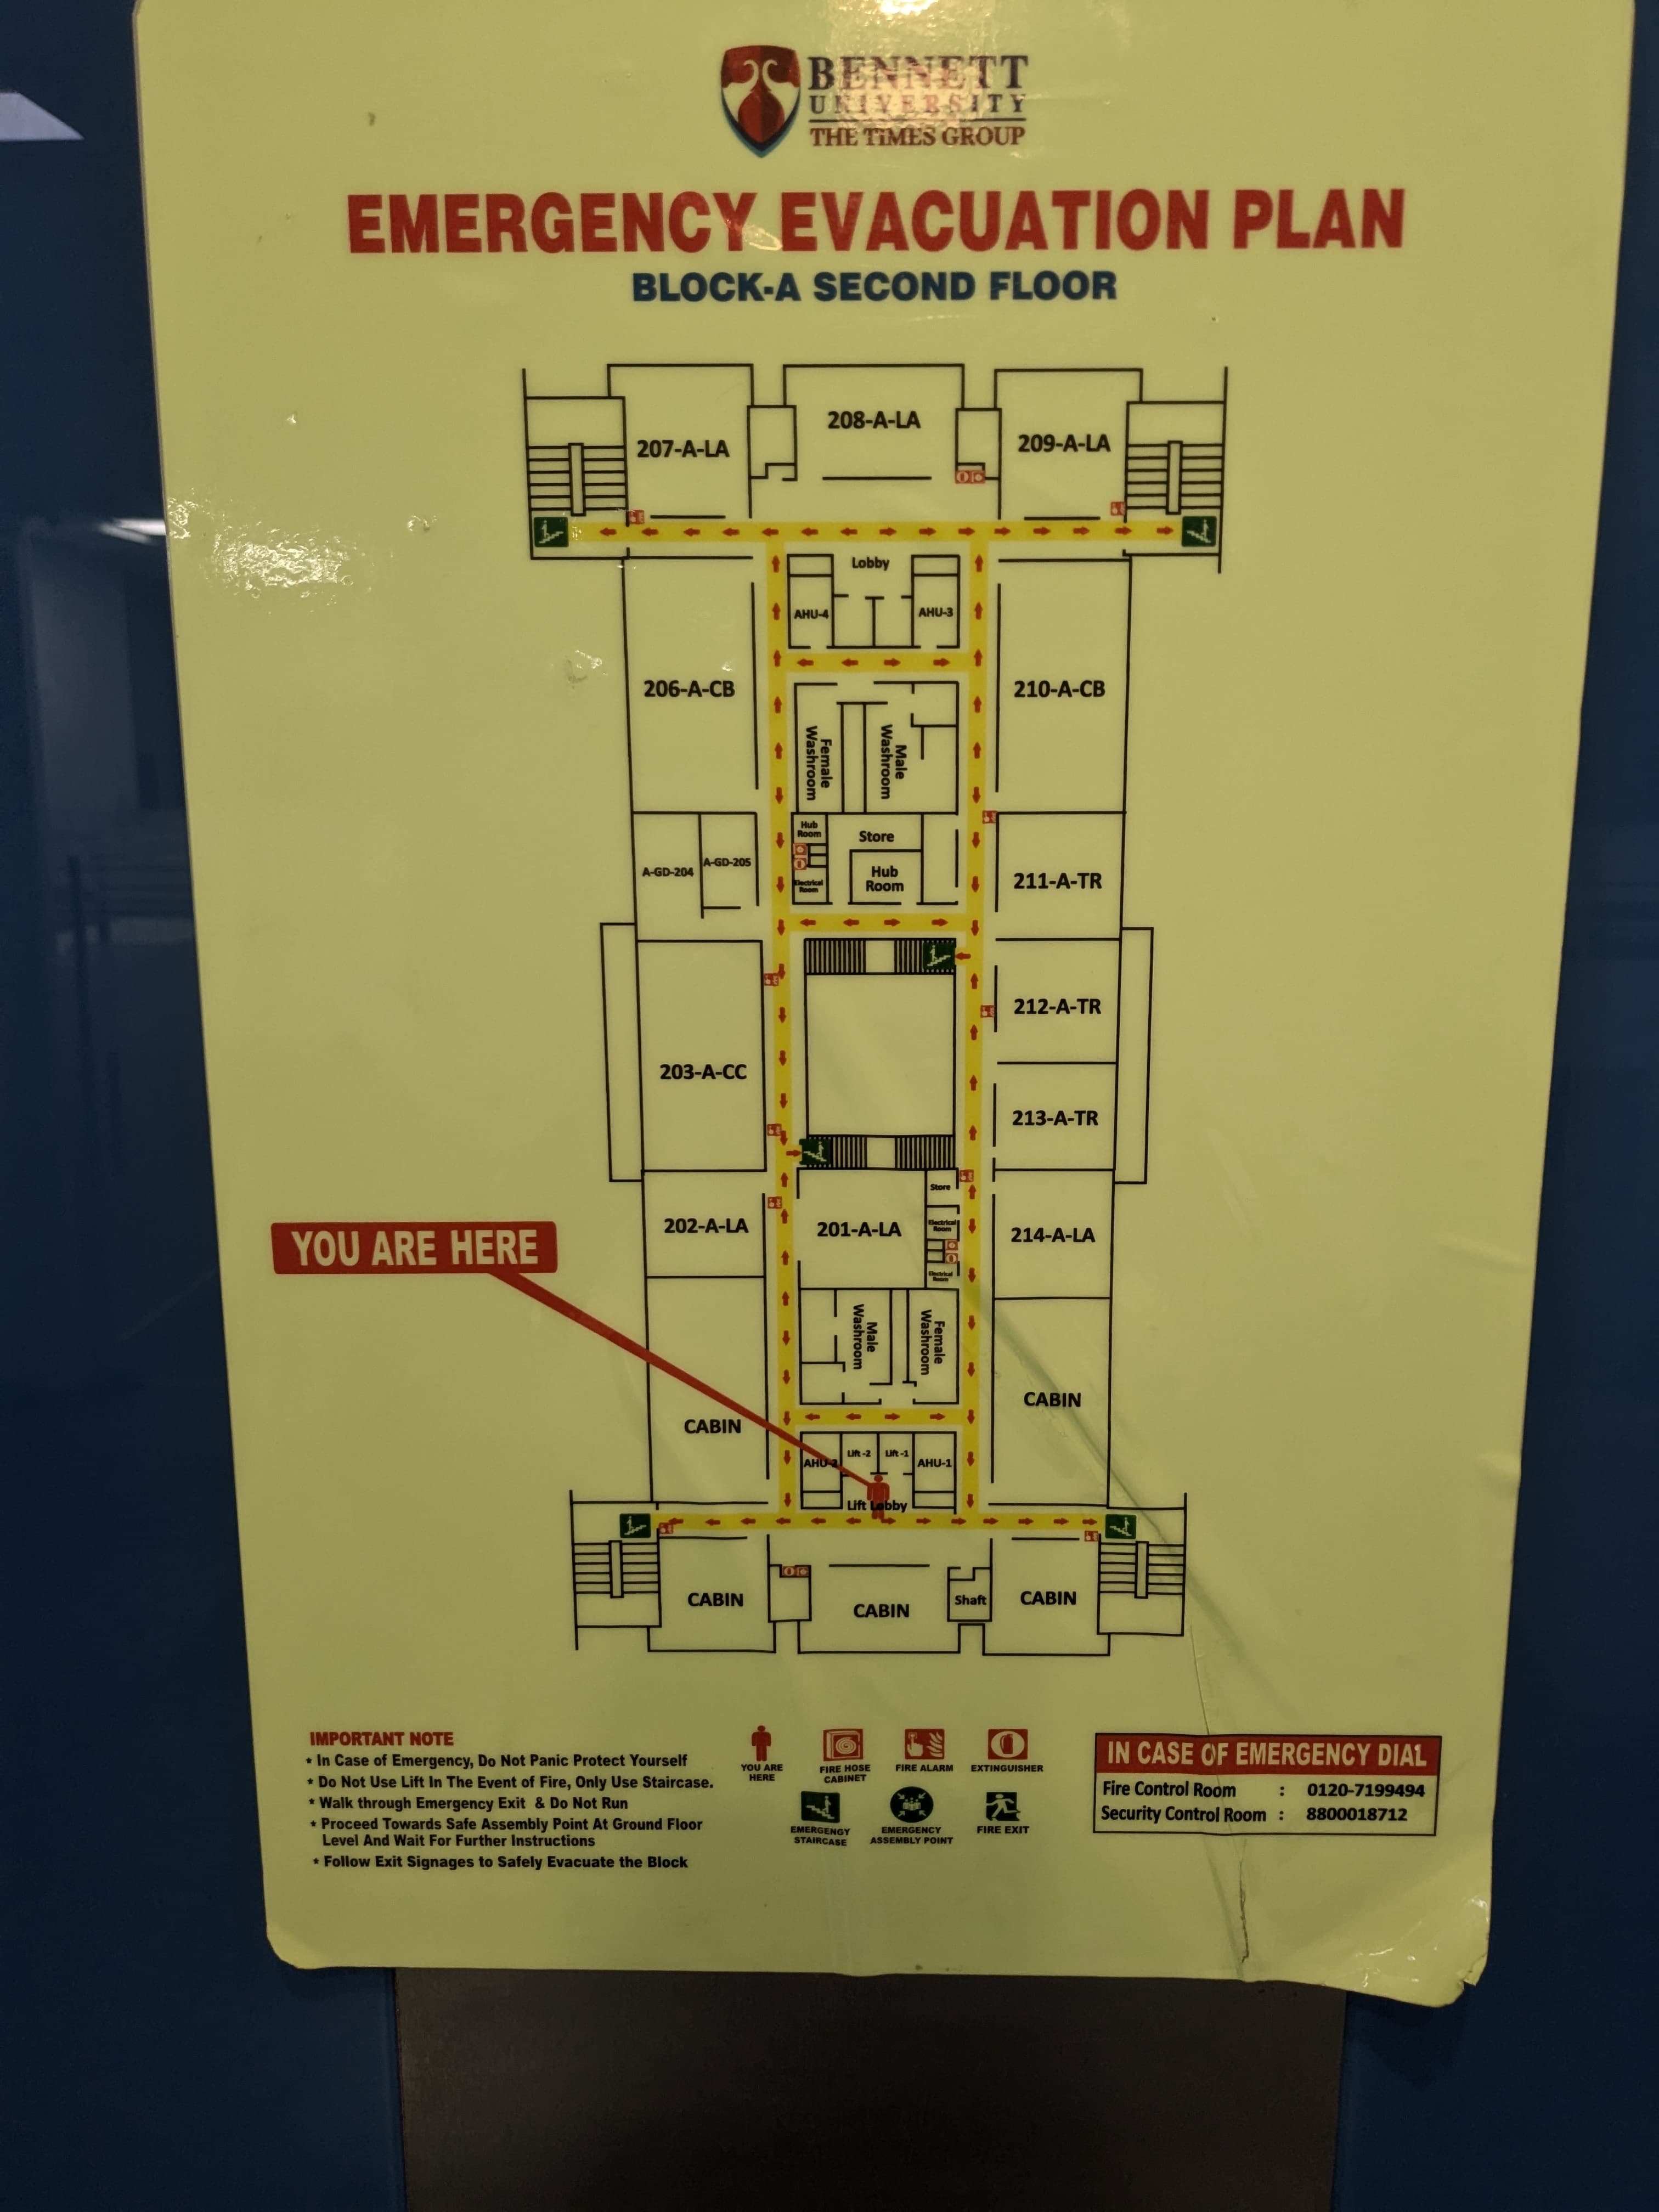 BENNETT
UNIVERSITY
THE TIMES GROUP
EMERGENCY EVACUATION PLAN
BLOCK-A SECOND FLOOR
207-A-LA
208-A-LA
209-A-LA
Lobby
AHU-4
AHU-3
206-A-CB
210-A-CB
Female
Washroom
Male
Washroom
Hub
Room
Store
A-GD-204
A-GD-205
Electrical
Room
Hub
Room
211-A-TR
212-A-TR
203-A-CC
213-A-TR
202-A-LA
201-A-LA
Store
Electrical
Room
Electrical
Room
214-A-LA
YOU ARE HERE
Male
Washroom
Female
Washroom
CABIN
CABIN
AHU-2
Lift -2
Lift -1
AHU-1
Lift Lobby
CABIN
CABIN
Shaft
CABIN
IMPORTANT NOTE
* In Case of Emergency, Do Not Panic Protect Yourself
* Do Not Use Lift In The Event of Fire, Only Use Staircase.
* Walk through Emergency Exit & Do Not Run
* Proceed Towards Safe Assembly Point At Ground Floor
Level And Wait For Further Instructions
* Follow Exit Signages to Safely Evacuate the Block
YOU ARE
HERE
FIRE HOSE
CABINET
FIRE ALARM
EXTINGUISHER
EMERGENGY
STAIRCASE
EMERGENCY
ASSEMBLY POINT
FIRE EXIT
IN CASE OF EMERGENCY DIAL
Fire Control Room : 0120-7199494
Security Control Room : 8800018712